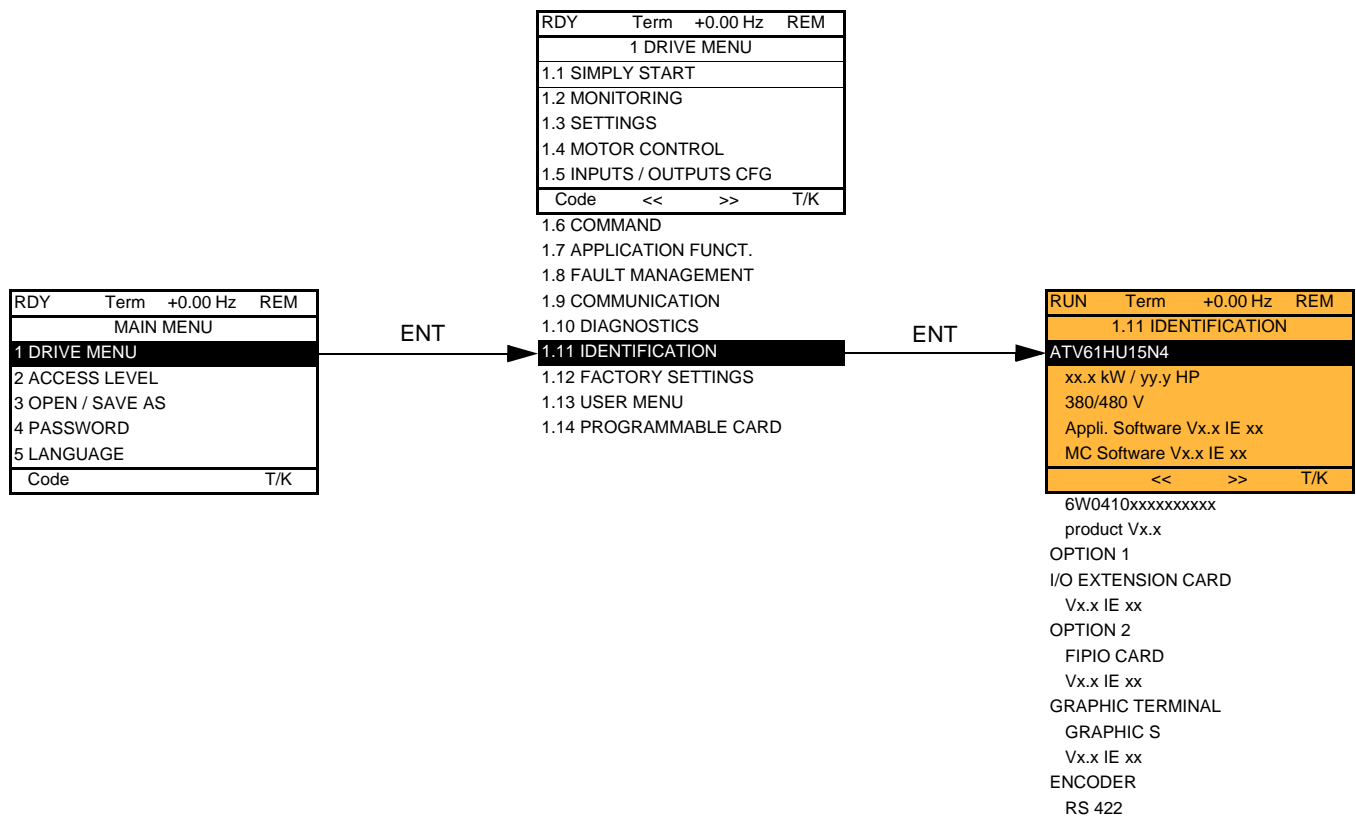 RDY Term +0.00 Hz REM
MAIN MENU
1 DRIVE MENU
2 ACCESS LEVEL
3 OPEN / SAVE AS
4 PASSWORD
5 LANGUAGE
Code T/K
ENT
RDY Term +0.00 Hz REM
1 DRIVE MENU
1.1 SIMPLY START
1.2 MONITORING
1.3 SETTINGS
1.4 MOTOR CONTROL
1.5 INPUTS / OUTPUTS CFG
Code << >> T/K
1.6 COMMAND
1.7 APPLICATION FUNCT.
1.8 FAULT MANAGEMENT
1.9 COMMUNICATION
1.10 DIAGNOSTICS
1.11 IDENTIFICATION
1.12 FACTORY SETTINGS
1.13 USER MENU
1.14 PROGRAMMABLE CARD
ENT
RUN Term +0.00 Hz REM
1.11 IDENTIFICATION
ATV61HU15N4
xx.x kW / yy.y HP
380/480 V
Appli. Software Vx.x IE xx
MC Software Vx.x IE xx
<< >> T/K
6W0410xxxxxxxxxx
product Vx.x
OPTION 1
I/O EXTENSION CARD
Vx.x IE xx
OPTION 2
FIPIO CARD
Vx.x IE xx
GRAPHIC TERMINAL
GRAPHIC S
Vx.x IE xx
ENCODER
RS 422